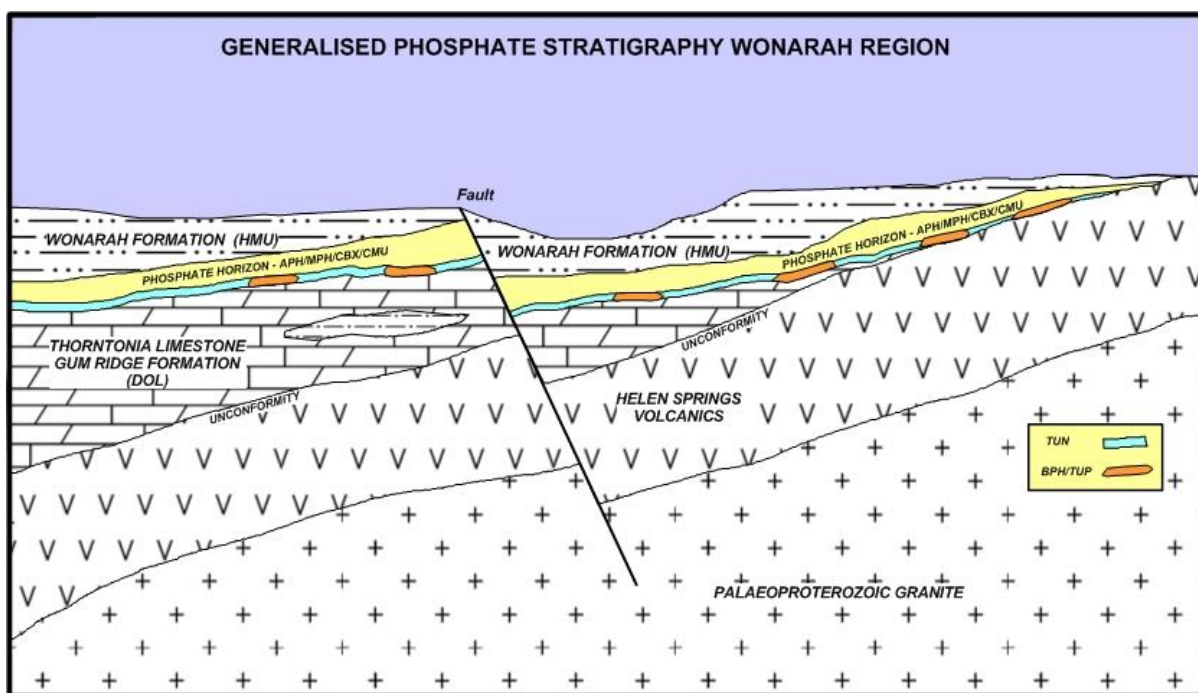 GENERALISED PHOSPHATE STRATIGRAPHY WONARAH REGION
Fault
WONARAH FORMATION (HMU)
WONARAH FORMATION (HMU)
PHOSPHATE HORIZON - APH/MPH/CBX/CMU
PHOSPHATE HORIZON - APH/MPH/CBX/CMU
THORNTONIA LIMESTONE
GUM RIDGE FORMATION
(DOL)
UNCONFORMITY
UNCONFORMITY
HELEN SPRINGS
VOLCANICS
TUN
BPH/TUP
PALAEOPROTEROZOIC GRANITE